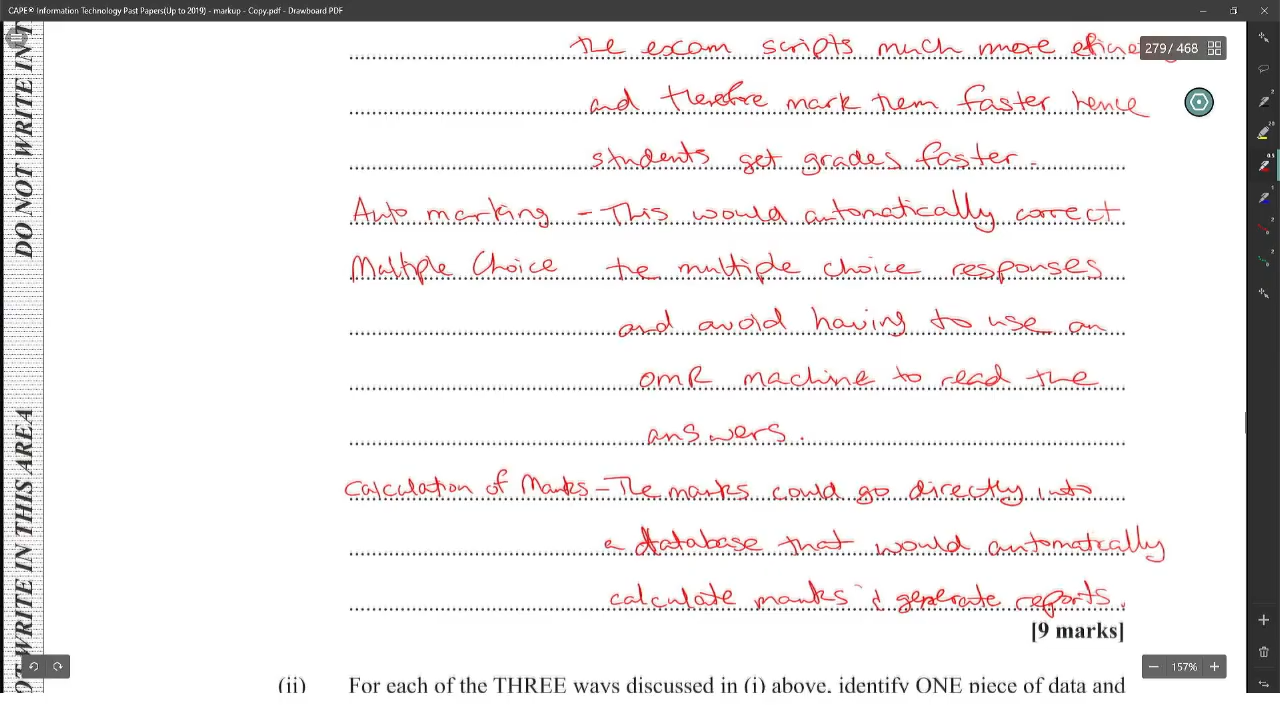 CAPE® Information Technology Past Papers(Up to 2019) - markup - Copy.pdf - Drawboard PDF
279 / 468
the exam scripts much more
and therefore mark them faster hence
students get grades faster.
Auto marking - This would automatically correct
Multiple Choice the multiple choice responses
and avoid having to use an
OMR machine to read the
answers.
Calculation of Marks - The marks could go directly into
a database that would automatically
calculate marks & generate reports.
[9 marks]
(ii) For each of the THREE ways discussed in (i) above, identify ONE piece of data and
157%
DO NOT WRITE IN
DO NOT WRITE IN THIS AREA